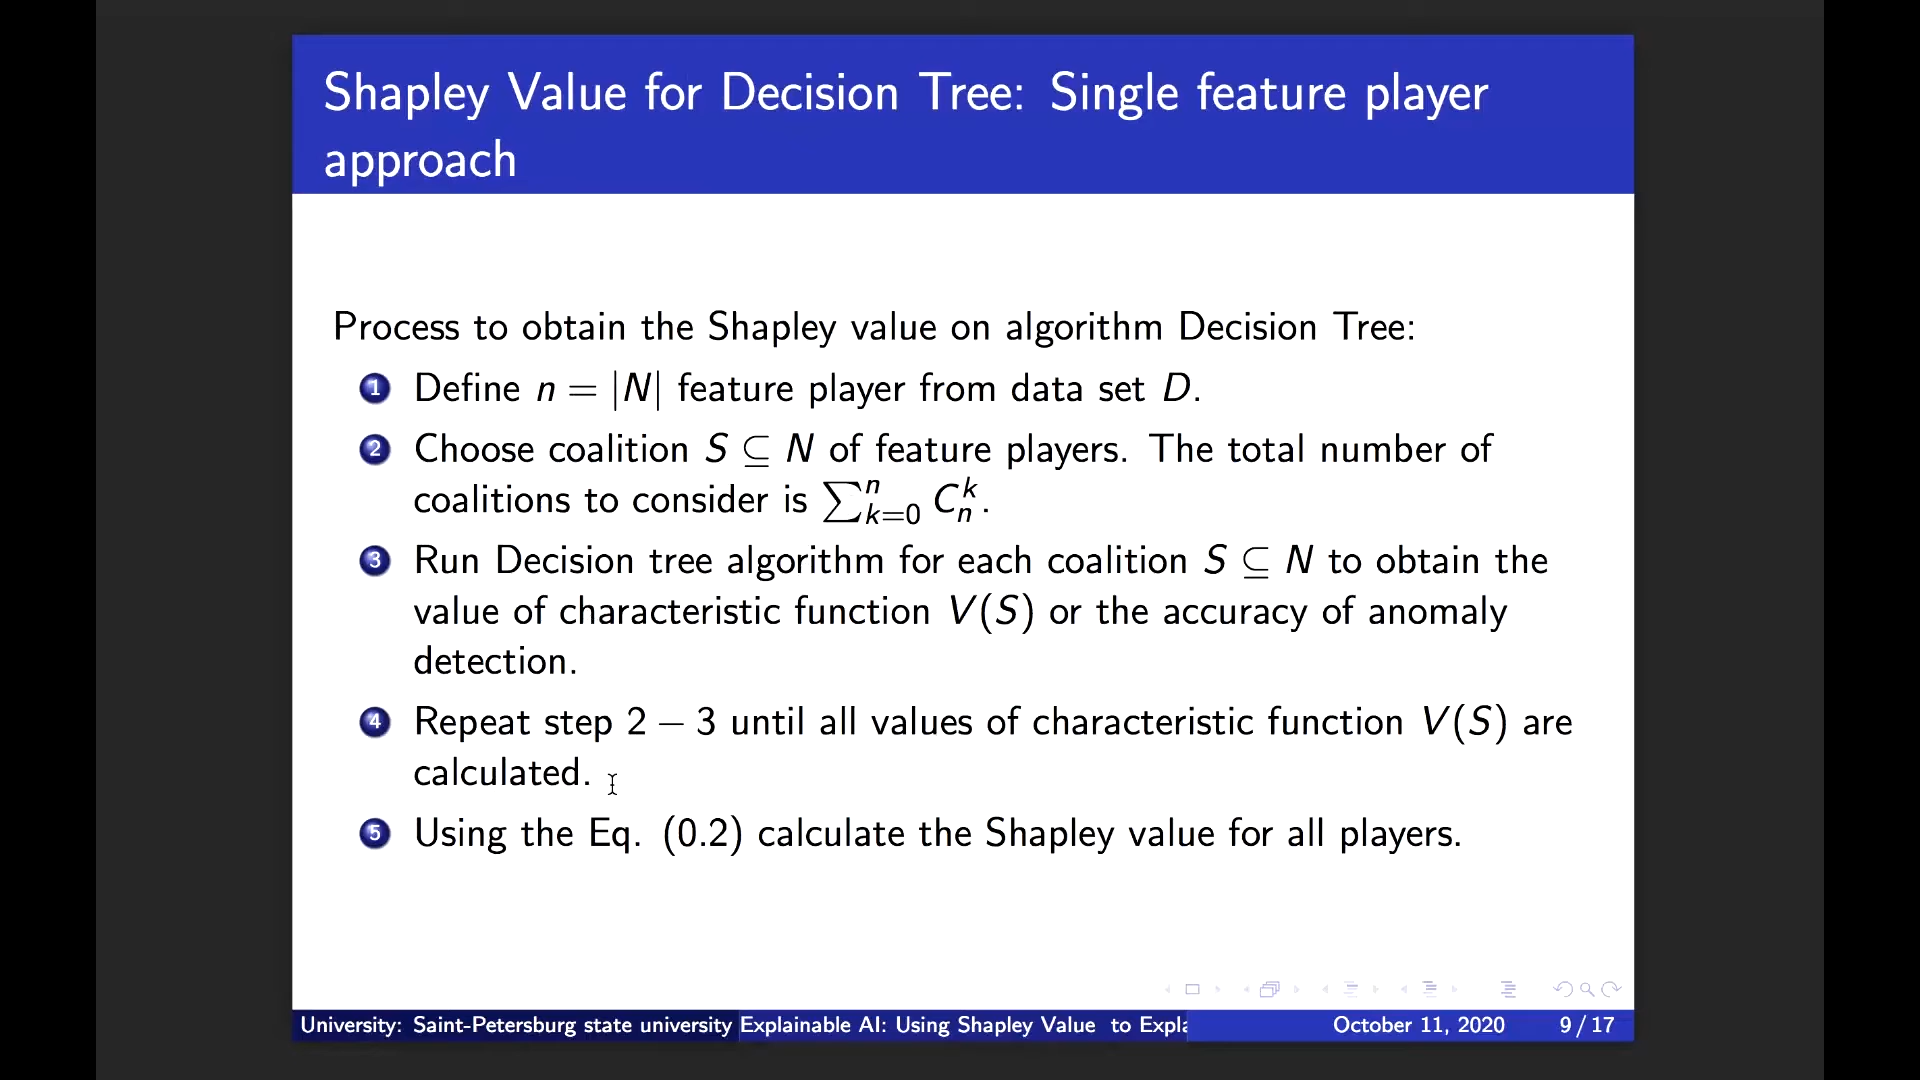 Shapley Value for Decision Tree: Single feature player
approach
Process to obtain the Shapley value on algorithm Decision Tree:
1 Define n = |N| feature player from data set D.
2 Choose coalition S ⊆ N of feature players. The total number of
coalitions to consider is ∑ⁿₖ₌₀ Cₙᵏ.
3 Run Decision tree algorithm for each coalition S ⊆ N to obtain the
value of characteristic function V(S) or the accuracy of anomaly
detection.
4 Repeat step 2 – 3 until all values of characteristic function V(S) are
calculated.
5 Using the Eq. (0.2) calculate the Shapley value for all players.
University: Saint-Petersburg state university Explainable AI: Using Shapley Value to Expla October 11, 2020 9 / 17